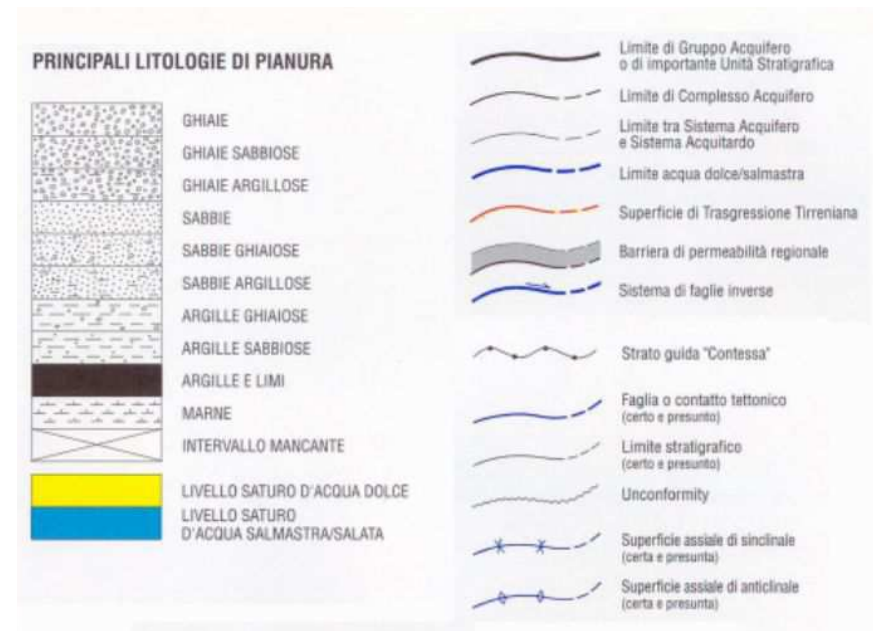 PRINCIPALI LITOLOGIE DI PIANURA
GHIAIE
GHIAIE SABBIOSE
GHIAIE ARGILLOSE
SABBIE
SABBIE GHIAIOSE
SABBIE ARGILLOSE
ARGILLE GHIAIOSE
ARGILLE SABBIOSE
ARGILLE E LIMI
MARNE
INTERVALLO MANCANTE
LIVELLO SATURO D'ACQUA DOLCE
LIVELLO SATURO
D'ACQUA SALMASTRA/SALATA
Limite di Gruppo Acquifero
o di importante Unità Stratigrafica
Limite di Complesso Acquifero
Limite tra Sistema Acquifero
e Sistema Acquitardo
Limite acqua dolce/salmastra
Superficie di Trasgressione Tirreniana
Barriera di permeabilità regionale
Sistema di faglie inverse
Strato guida "Contessa"
Faglia o contatto tettonico
(certo e presunto)
Limite stratigrafico
(certo e presunto)
Unconformity
Superficie assiale di sinclinale
(certa e presunta)
Superficie assiale di anticlinale
(certa e presunta)